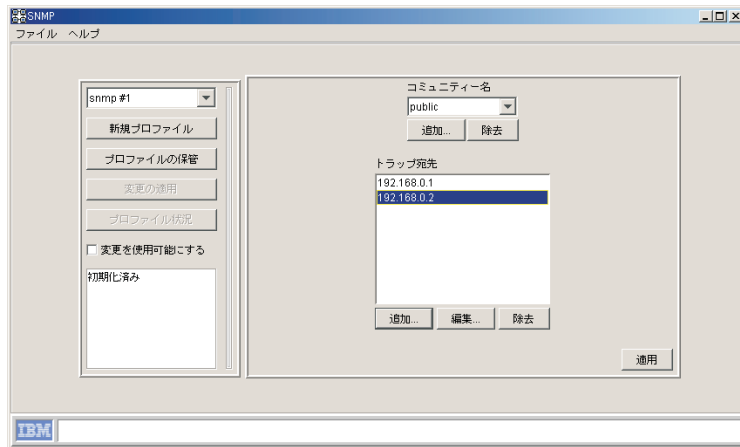 SNMP
ファイル ヘルプ
snmp #1
新規プロファイル
プロファイルの保管
変更の適用
プロファイル状況
変更を使用可能にする
初期化済み
コミュニティー名
public
追加... 除去
トラップ宛先
192.168.0.1
192.168.0.2
追加... 編集... 除去
適用
IBM